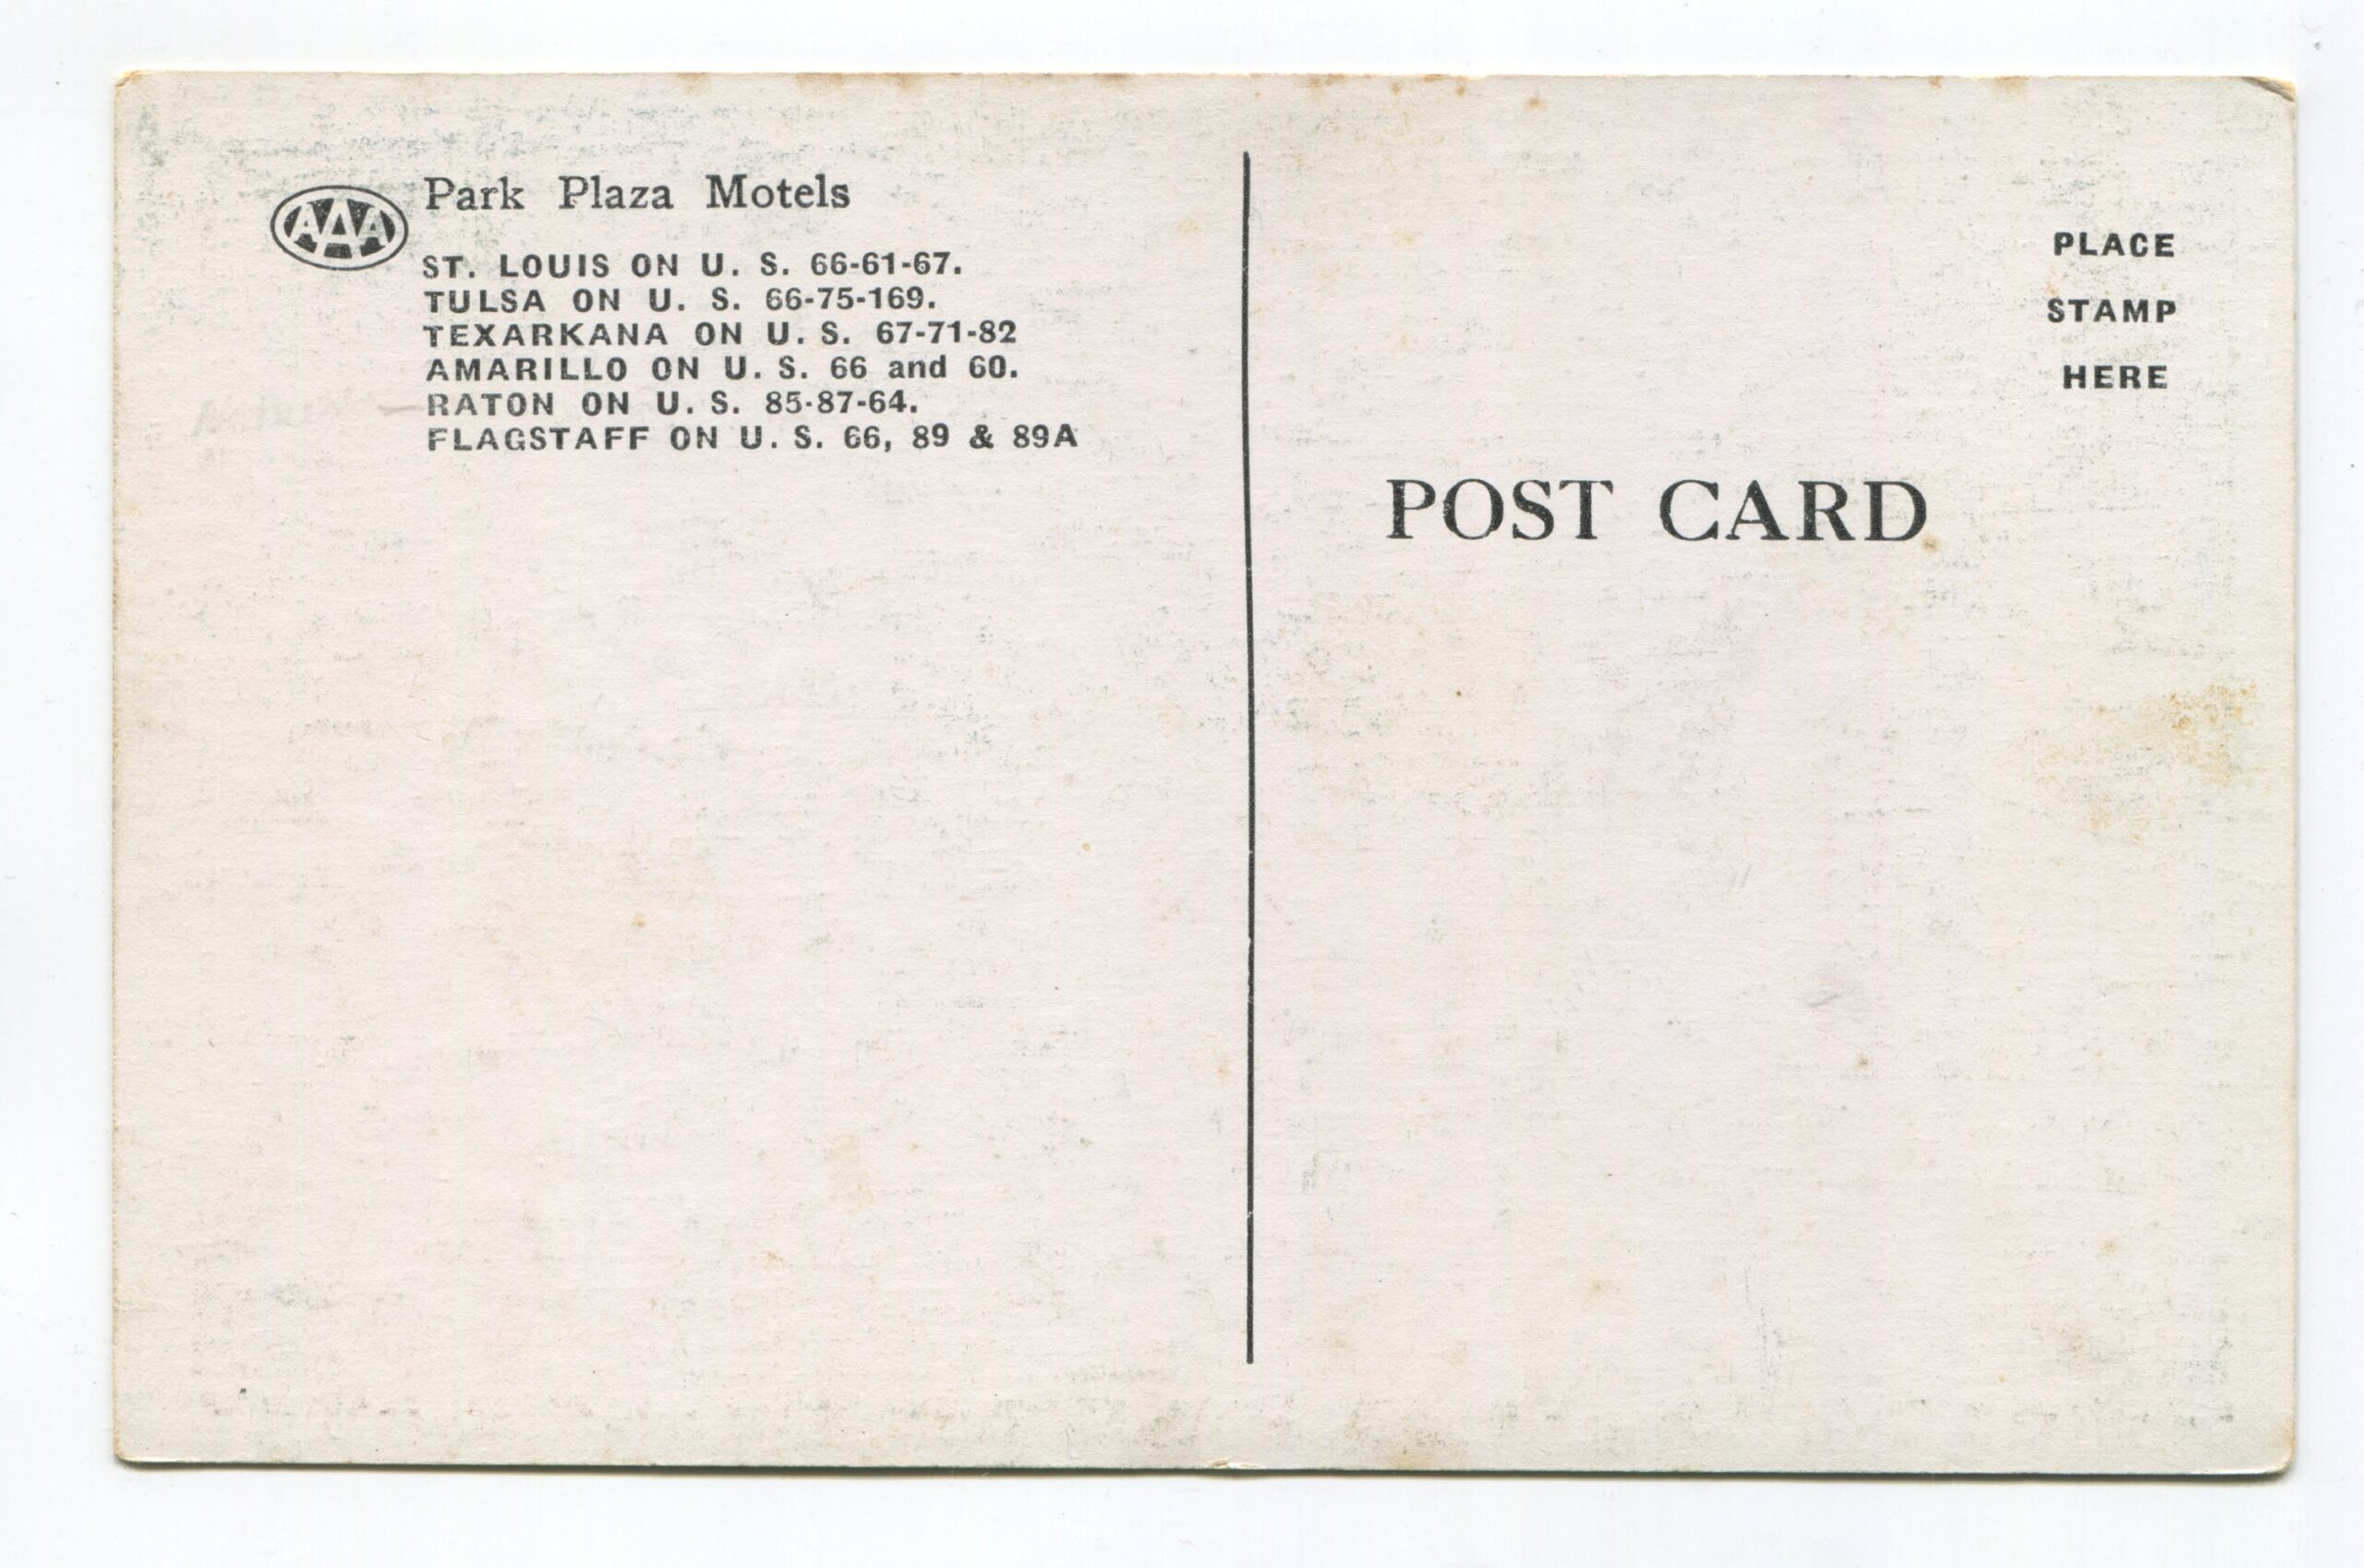 AAA
Park Plaza Motels
ST. LOUIS ON U. S. 66-61-67.
TULSA ON U. S. 66-75-169.
TEXARKANA ON U. S. 67-71-82
AMARILLO ON U. S. 66 and 60.
RATON ON U. S. 85-87-64.
FLAGSTAFF ON U. S. 66, 89 & 89A
PLACE
STAMP
HERE
POST CARD